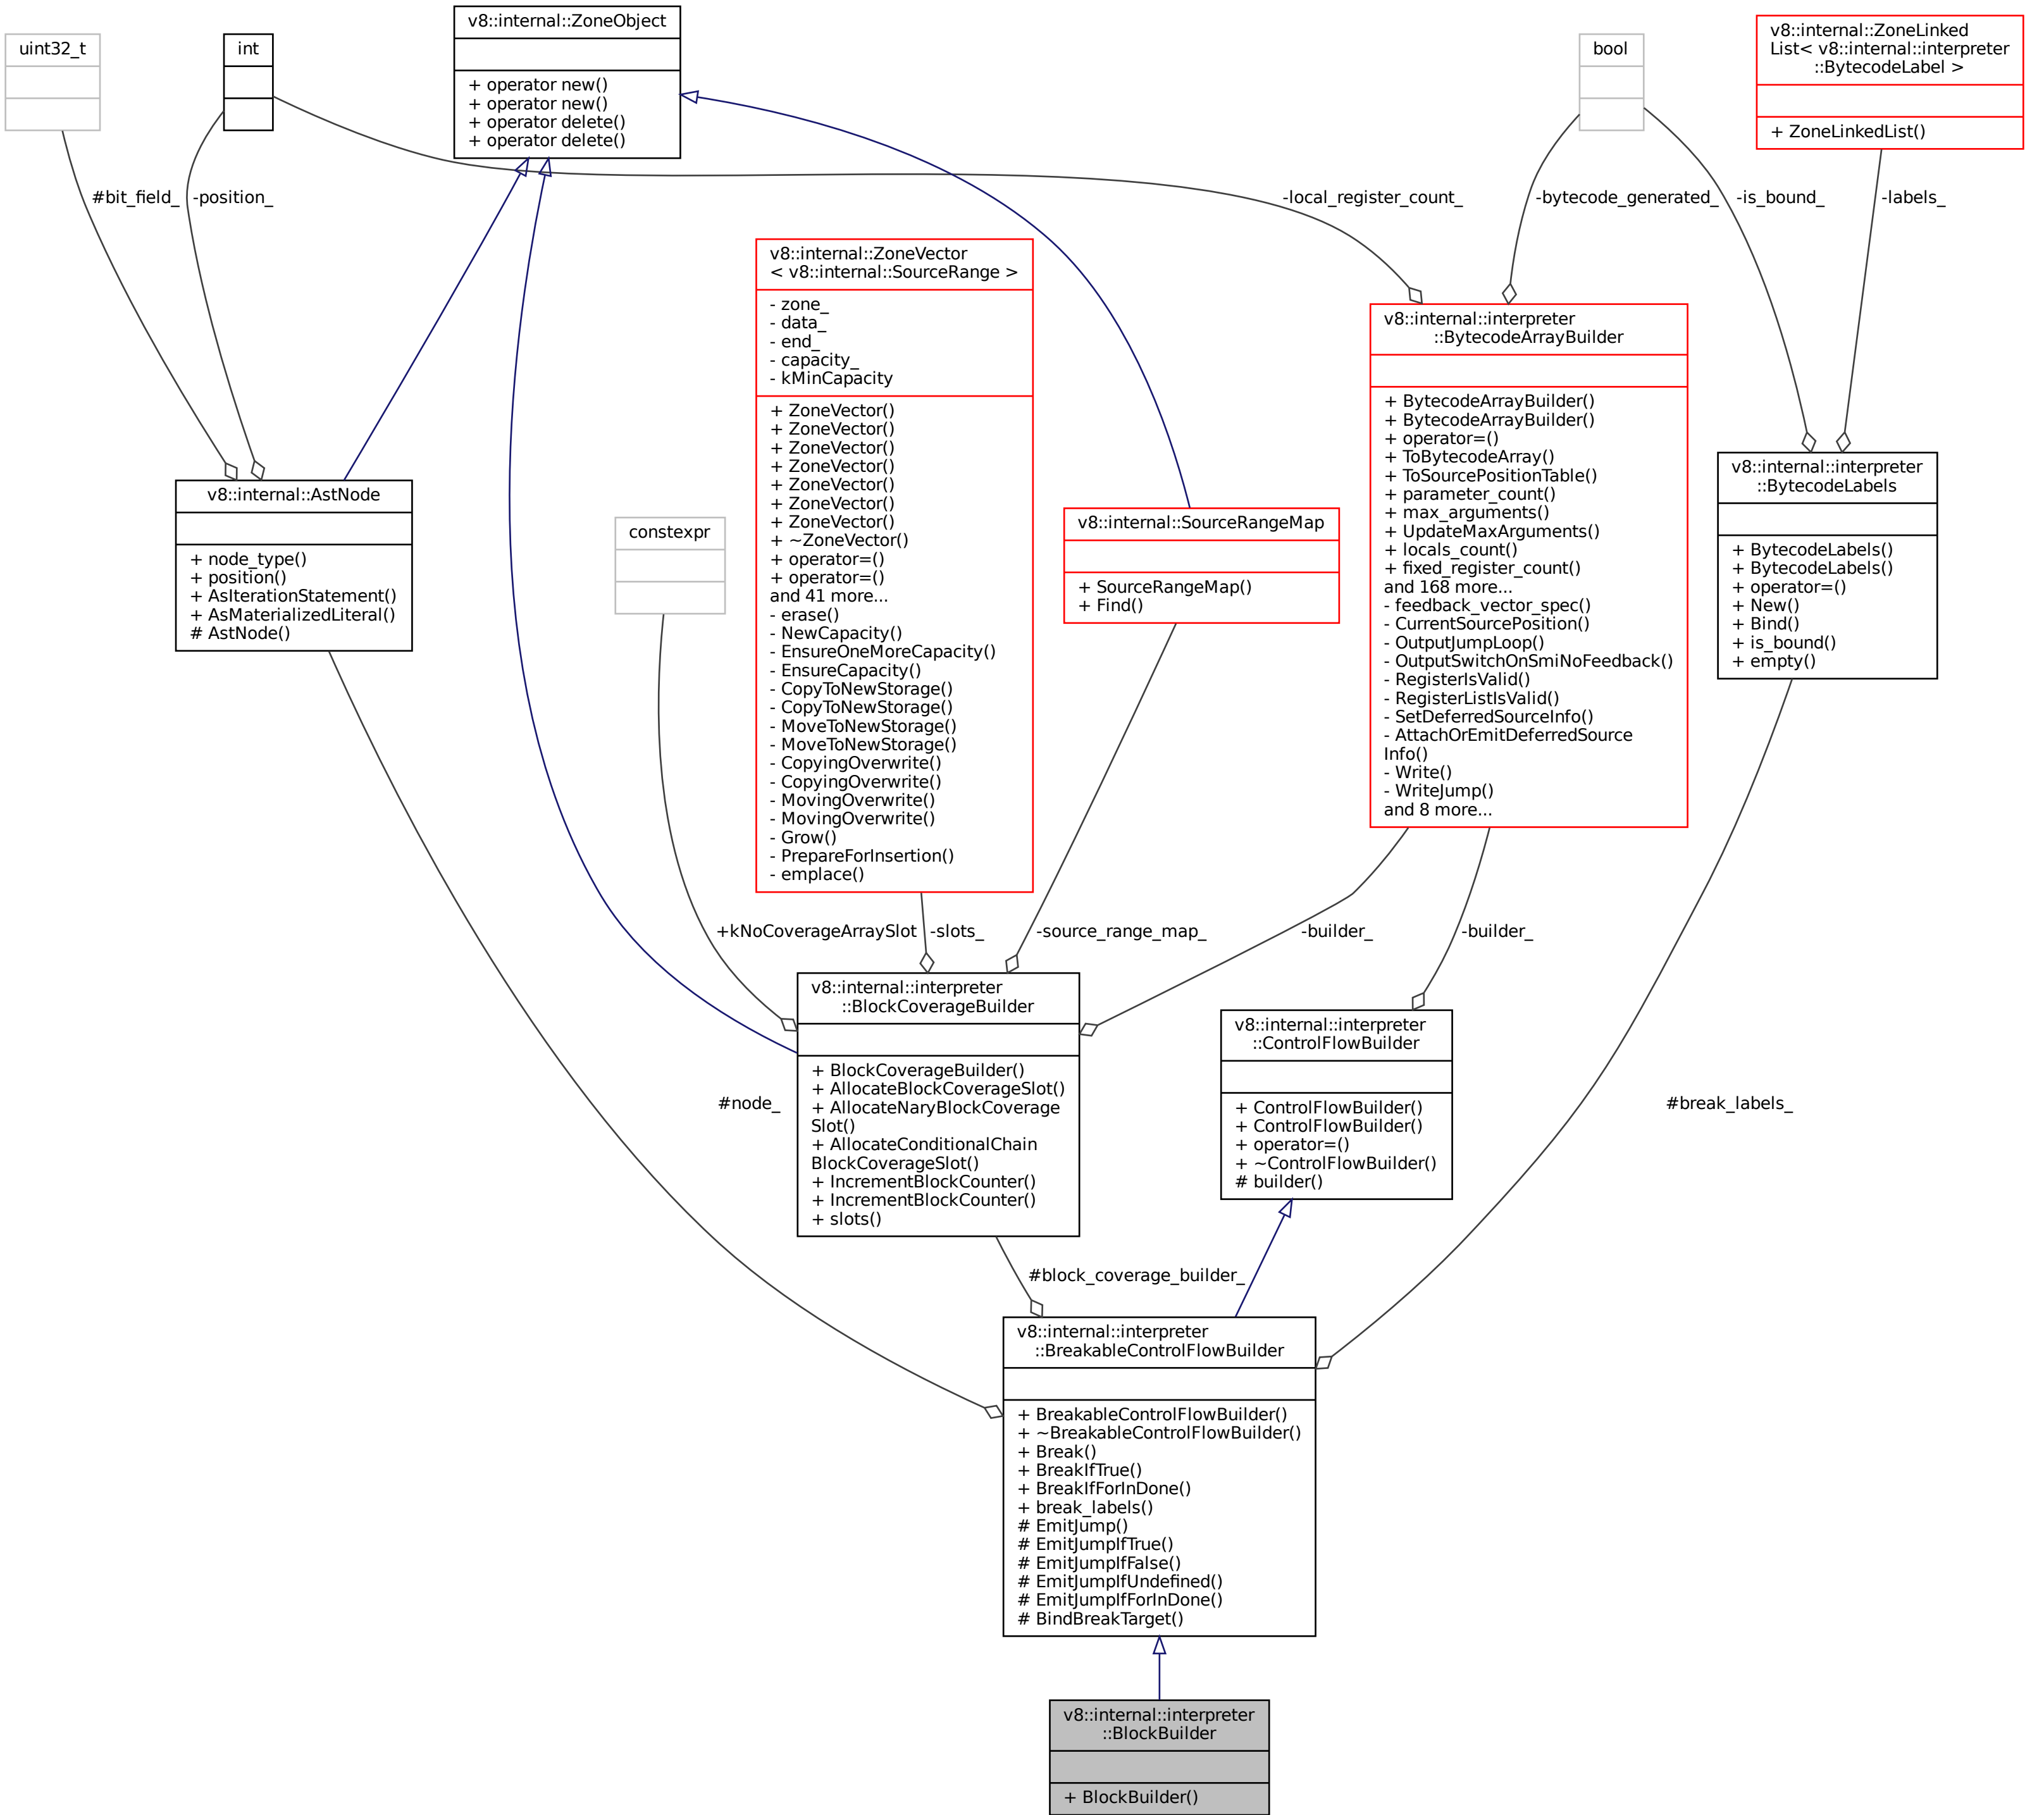 uint32_t
int
v8::internal::ZoneObject
+ operator new()
+ operator new()
+ operator delete()
+ operator delete()
bool
v8::internal::ZoneLinked
List< v8::internal::interpreter
::BytecodeLabel >
+ ZoneLinkedList()
#bit_field_
-position_
-local_register_count_
-bytecode_generated_
-is_bound_
-labels_
v8::internal::ZoneVector
< v8::internal::SourceRange >
- zone_
- data_
- end_
- capacity_
- kMinCapacity
+ ZoneVector()
+ ZoneVector()
+ ZoneVector()
+ ZoneVector()
+ ZoneVector()
+ ZoneVector()
+ ZoneVector()
+ ~ZoneVector()
+ operator=()
+ operator=()
and 41 more...
- erase()
- NewCapacity()
- EnsureOneMoreCapacity()
- EnsureCapacity()
- CopyToNewStorage()
- CopyToNewStorage()
- MoveToNewStorage()
- MoveToNewStorage()
- CopyingOverwrite()
- CopyingOverwrite()
- MovingOverwrite()
- MovingOverwrite()
- Grow()
- PrepareForInsertion()
- emplace()
v8::internal::interpreter
::BytecodeArrayBuilder
+ BytecodeArrayBuilder()
+ BytecodeArrayBuilder()
+ operator=()
+ ToBytecodeArray()
+ ToSourcePositionTable()
+ parameter_count()
+ max_arguments()
+ UpdateMaxArguments()
+ locals_count()
+ fixed_register_count()
and 168 more...
- feedback_vector_spec()
- CurrentSourcePosition()
- OutputJumpLoop()
- OutputSwitchOnSmiNoFeedback()
- RegisterIsValid()
- RegisterListIsValid()
- SetDeferredSourceInfo()
- AttachOrEmitDeferredSource
Info()
- Write()
- WriteJump()
and 8 more...
v8::internal::interpreter
::BytecodeLabels
+ BytecodeLabels()
+ BytecodeLabels()
+ operator=()
+ New()
+ Bind()
+ is_bound()
+ empty()
v8::internal::AstNode
+ node_type()
+ position()
+ AsIterationStatement()
+ AsMaterializedLiteral()
# AstNode()
constexpr
v8::internal::SourceRangeMap
+ SourceRangeMap()
+ Find()
+kNoCoverageArraySlot
-slots_
-source_range_map_
-builder_
-builder_
v8::internal::interpreter
::BlockCoverageBuilder
+ BlockCoverageBuilder()
+ AllocateBlockCoverageSlot()
+ AllocateNaryBlockCoverage
Slot()
+ AllocateConditionalChain
BlockCoverageSlot()
+ IncrementBlockCounter()
+ IncrementBlockCounter()
+ slots()
v8::internal::interpreter
::ControlFlowBuilder
+ ControlFlowBuilder()
+ ControlFlowBuilder()
+ operator=()
+ ~ControlFlowBuilder()
# builder()
#node_
#break_labels_
#block_coverage_builder_
v8::internal::interpreter
::BreakableControlFlowBuilder
+ BreakableControlFlowBuilder()
+ ~BreakableControlFlowBuilder()
+ Break()
+ BreakIfTrue()
+ BreakIfForInDone()
+ break_labels()
# EmitJump()
# EmitJumpIfTrue()
# EmitJumpIfFalse()
# EmitJumpIfUndefined()
# EmitJumpIfForInDone()
# BindBreakTarget()
v8::internal::interpreter
::BlockBuilder
+ BlockBuilder()